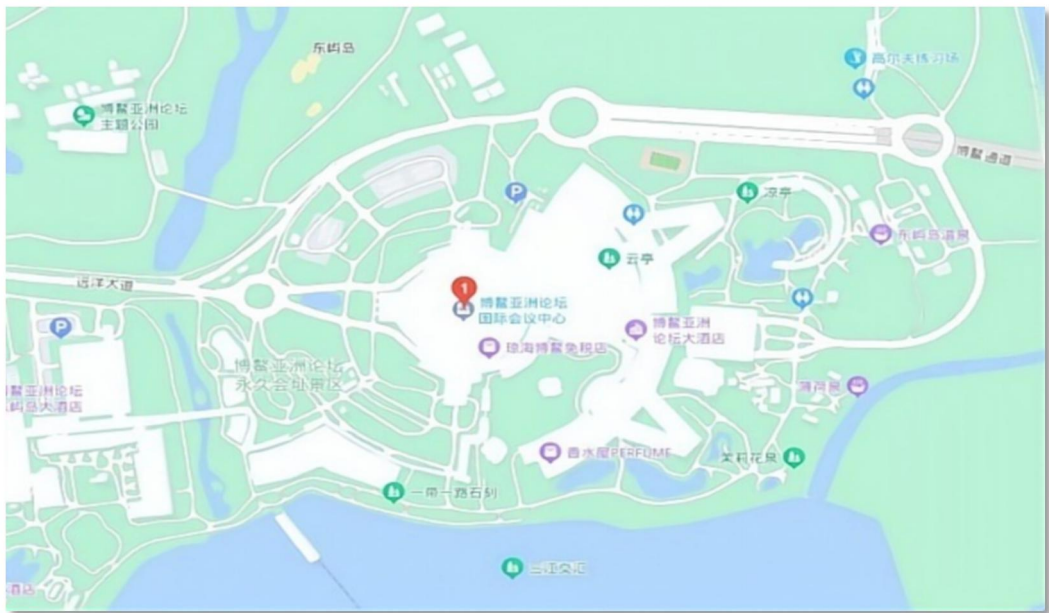 东屿岛
高尔夫练习场
博鳌亚洲论坛
主题公园
P
博鳌通道
凉亭
东屿岛温泉
云亭
远洋大道
1
博鳌亚洲论坛
国际会议中心
P
博鳌亚洲
论坛大酒店
琼海博鳌免税店
博鳌亚洲论坛
永久会址景区
薄荷泉
鳌亚洲论坛
屿岛大酒店
香水屋PERFUME
茉莉花泉
一带一路石刻
三江交汇
酒店